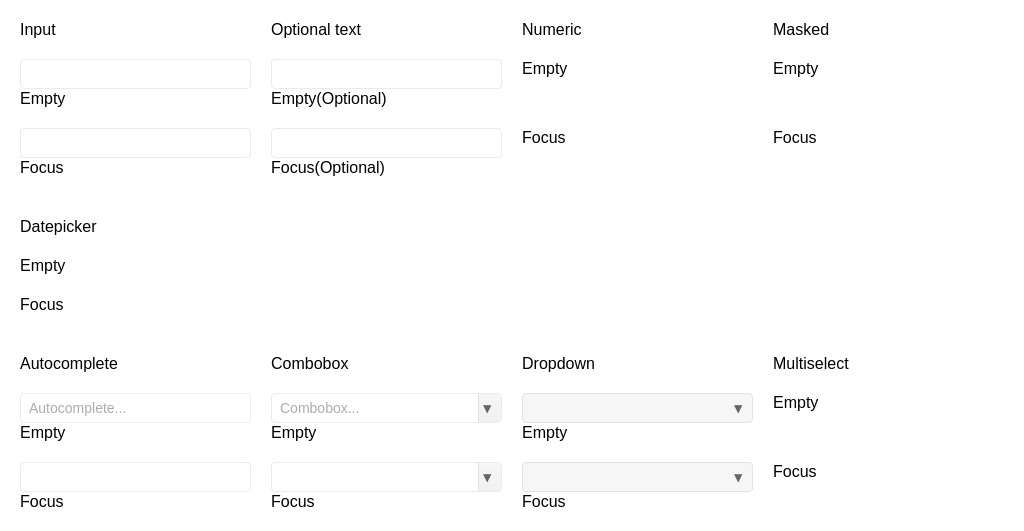 Input
Optional text
Numeric
Masked
Empty
Empty(Optional)
Empty
Empty
Focus
Focus(Optional)
Focus
Focus
Datepicker
Empty
Focus
Autocomplete
Combobox
Dropdown
Multiselect
Autocomplete...
Combobox...
Empty
Empty
Empty
Empty
Focus
Focus
Focus
Focus